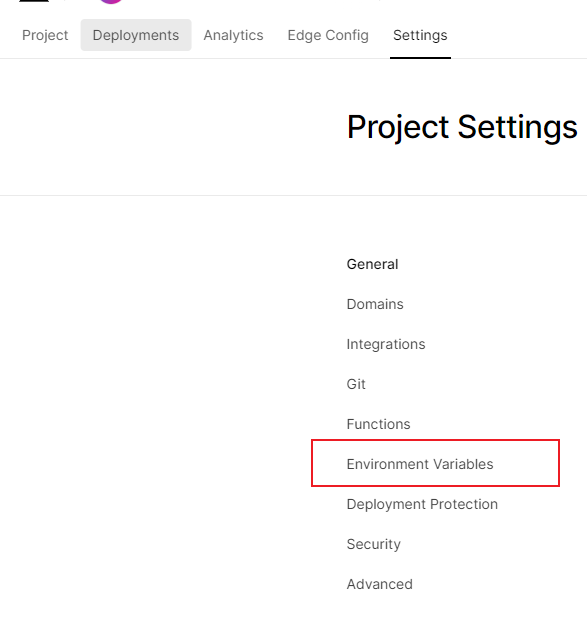 Project Deployments Analytics Edge Config Settings
Project Settings
General
Domains
Integrations
Git
Functions
Environment Variables
Deployment Protection
Security
Advanced